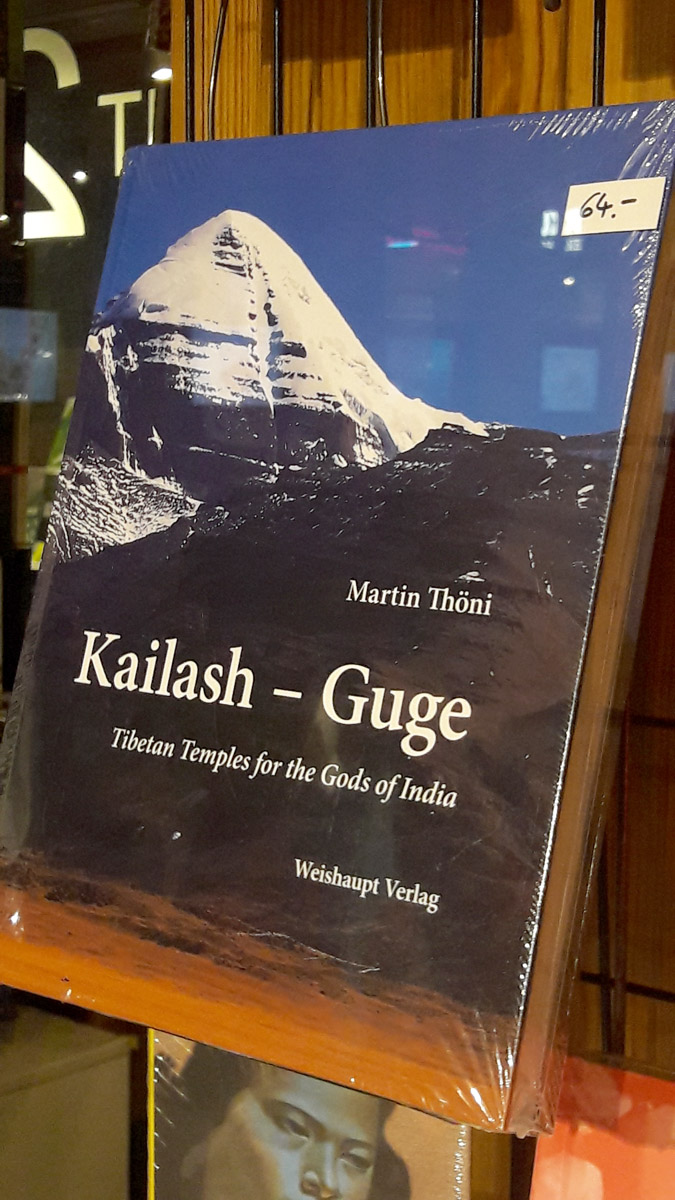 64.-
Martin Thöni
Kailash – Guge
Tibetan Temples for the Gods of India
Weishaupt Verlag